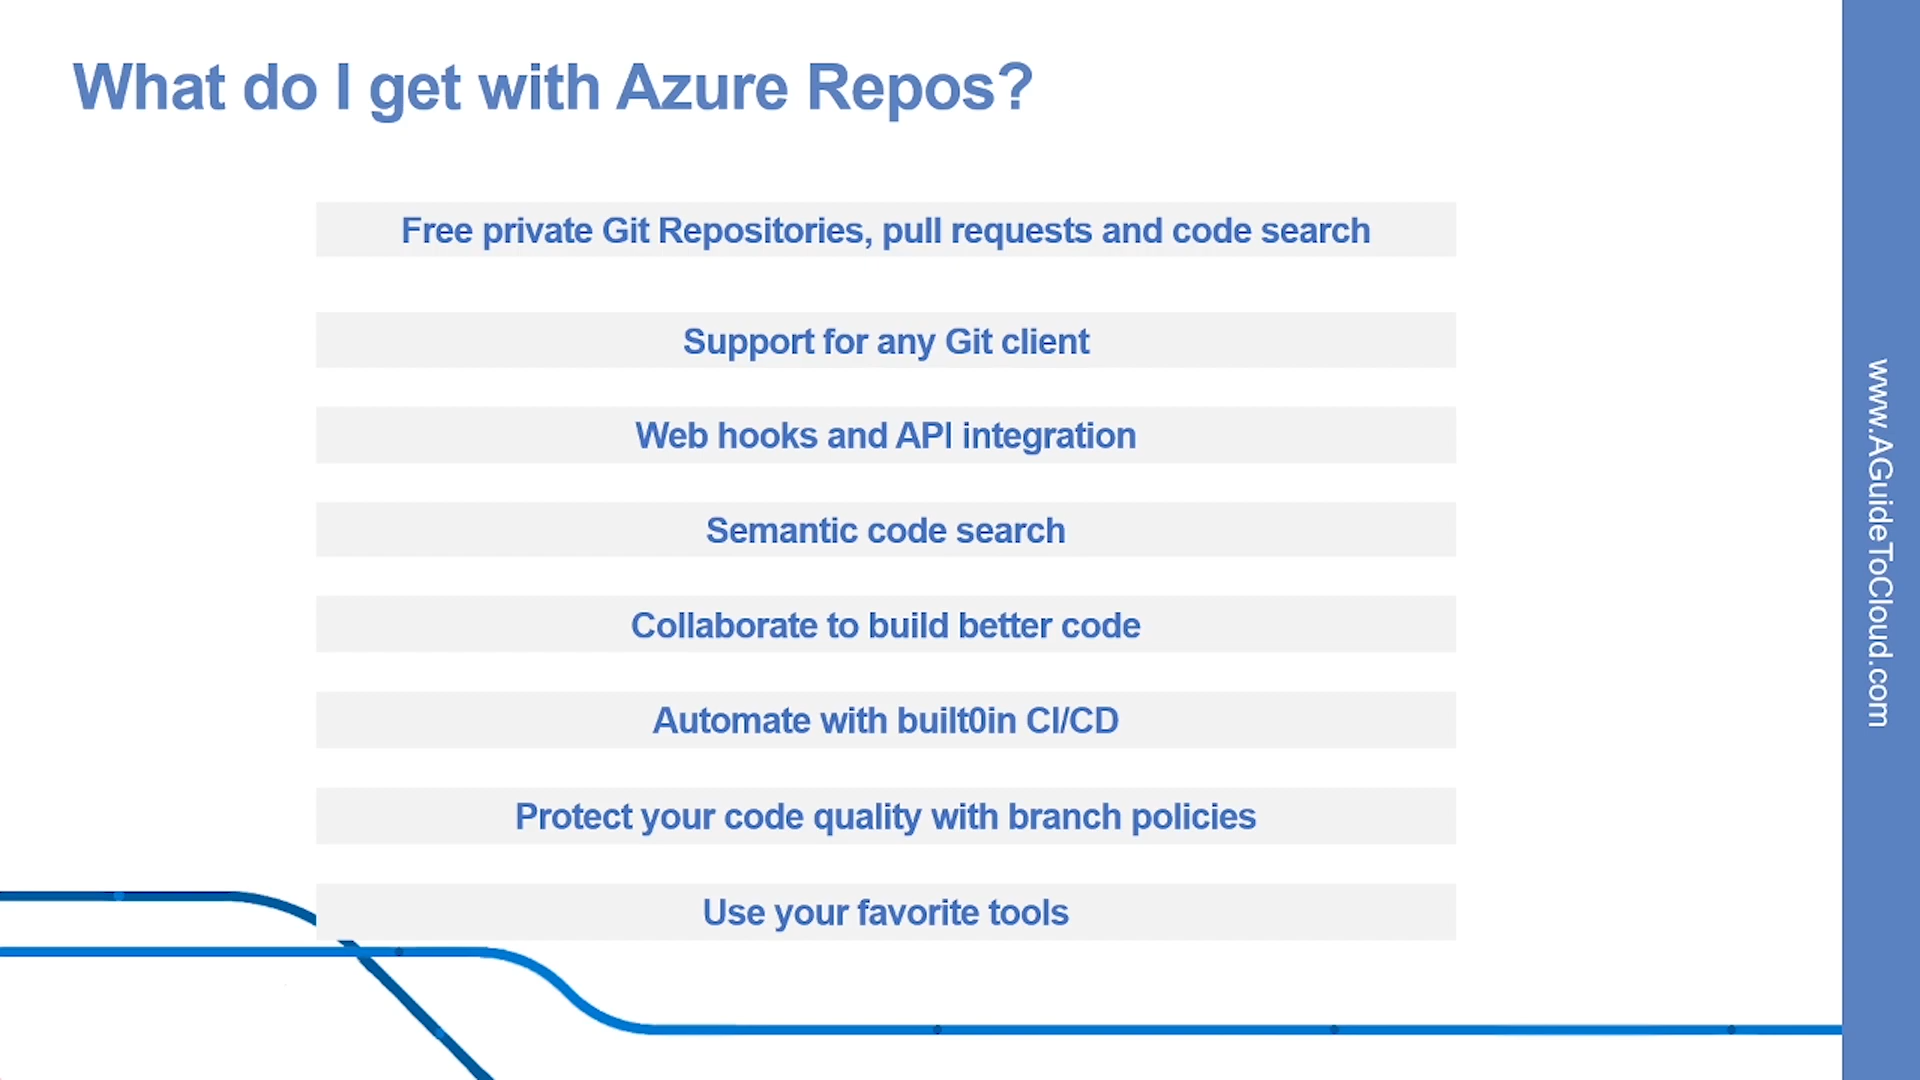 What do I get with Azure Repos?
Free private Git Repositories, pull requests and code search
Support for any Git client
Web hooks and API integration
Semantic code search
Collaborate to build better code
Automate with built0in CI/CD
Protect your code quality with branch policies
Use your favorite tools
www.AGuideToCloud.com